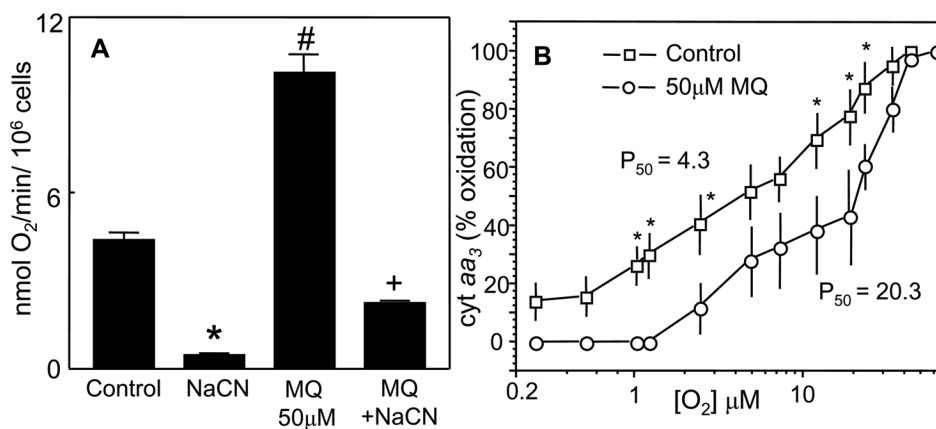 A
nmol O₂/min/ 10⁶ cells
12
6
0
*
#
+
Control
NaCN
MQ
50μM
MQ
+NaCN
B
Control
50μM MQ
cyt aa₃ (% oxidation)
100
80
60
40
20
0
* * * * * *
P₅₀ = 4.3
P₅₀ = 20.3
0.2
1
10
[O₂] μM